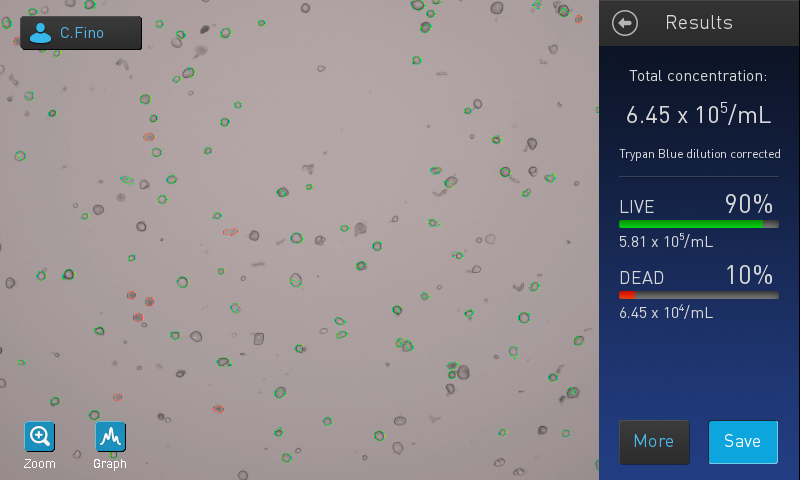 C.Fino
Results
Total concentration:
6.45 x 10⁵/mL
Trypan Blue dilution corrected
LIVE 90%
5.81 x 10⁵/mL
DEAD 10%
6.45 x 10⁴/mL
Zoom
Graph
More
Save